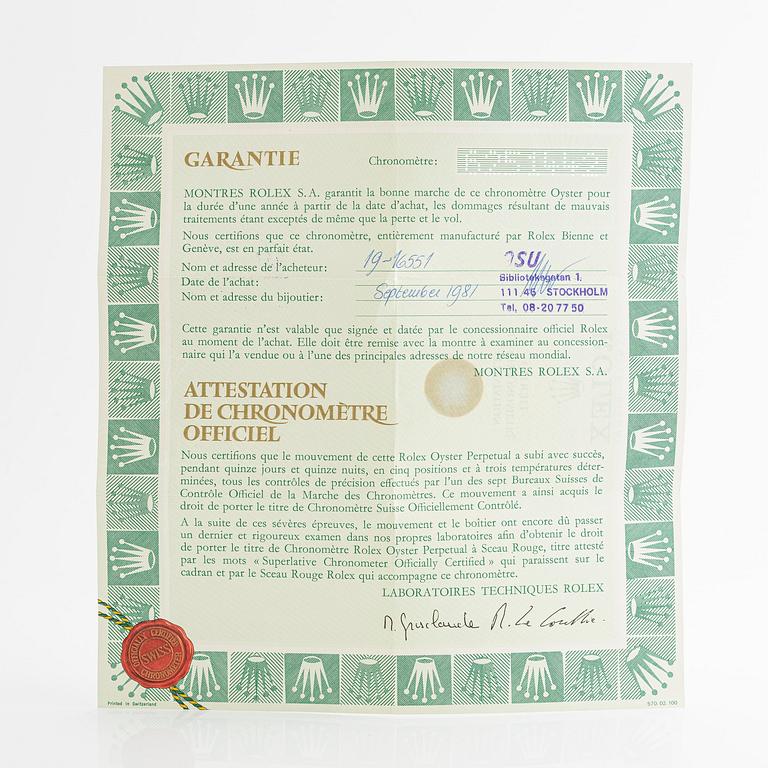 GARANTIE
Chronomètre:
MONTRES ROLEX S.A. garantit la bonne marche de ce chronomètre Oyster pour
la durée d'une année à partir de la date d'achat, les dommages résultant de mauvais
traitements étant exceptés de même que la perte et le vol.
Nous certifions que ce chronomètre, entièrement manufacturé par Rolex Bienne et
Genève, est en parfait état.
Nom et adresse de l'acheteur: 19-16551
Date de l'achat:
Nom et adresse du bijoutier: September 1981
Biblioteksgatan 1,
111 46 STOCKHOLM
Tel, 08-20 77 50
Cette garantie n'est valable que signée et datée par le concessionnaire officiel Rolex
au moment de l'achat. Elle doit être remise avec la montre à examiner au concession-
naire qui l'a vendue ou à l'une des principales adresses de notre réseau mondial.
MONTRES ROLEX S.A.
ATTESTATION
DE CHRONOMÈTRE
OFFICIEL
Nous certifions que le mouvement de cette Rolex Oyster Perpetual a subi avec succès,
pendant quinze jours et quinze nuits, en cinq positions et à trois températures déter-
minées, tous les contrôles de précision effectués par l'un des sept Bureaux Suisses de
Contrôle Officiel de la Marche des Chronomètres. Ce mouvement a ainsi acquis le
droit de porter le titre de Chronomètre Suisse Officiellement Contrôlé.
A la suite de ces sévères épreuves, le mouvement et le boîtier ont encore dû passer
un dernier et rigoureux examen dans nos propres laboratoires afin d'obtenir le droit
de porter le titre de Chronomètre Rolex Oyster Perpetual à Sceau Rouge, titre attesté
par les mots «Superlative Chronometer Officially Certified» qui paraissent sur le
cadran et par le Sceau Rouge Rolex qui accompagne ce chronomètre.
LABORATOIRES TECHNIQUES ROLEX
OFFICIALLY CERTIFIED
SWISS
CHRONOMETER
Printed in Switzerland
570.02.100